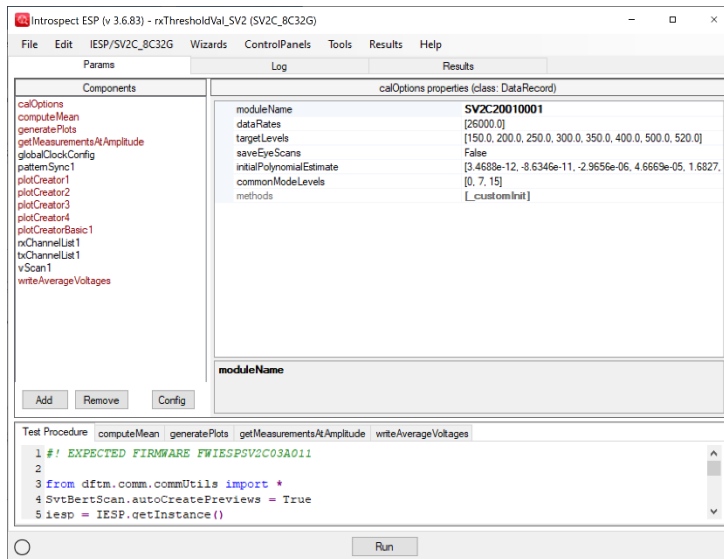 Introspect ESP (v 3.6.83) - rxThresholdVal_SV2 (SV2C_8C32G)
File Edit IESP/SV2C_8C32G Wizards ControlPanels Tools Results Help
Params Log Results
Components
calOptions
computeMean
generatePlots
getMeasurementsAtAmplitude
globalClockConfig
patternSync1
plotCreator1
plotCreator2
plotCreator3
plotCreator4
plotCreatorBasic1
rxChannelList1
txChannelList1
vScan1
writeAverageVoltages
Add Remove Config
calOptions properties (class: DataRecord)
moduleName SV2C20010001
dataRates [26000.0]
targetLevels [150.0, 200.0, 250.0, 300.0, 350.0, 400.0, 500.0, 520.0]
saveEyeScans False
initialPolynomialEstimate [3.4688e-12, -8.6346e-11, -2.9656e-06, 4.6669e-05, 1.6827,
commonModeLevels [0, 7, 15]
methods [_customInit]
moduleName
Test Procedure computeMean generatePlots getMeasurementsAtAmplitude writeAverageVoltages
1 #! EXPECTED FIRMWARE FWIESPSV2C03A011
2
3 from dftm.comm.commUtils import *
4 SvtBertScan.autoCreatePreviews = True
5 iesp = IESP.getInstance()
Run